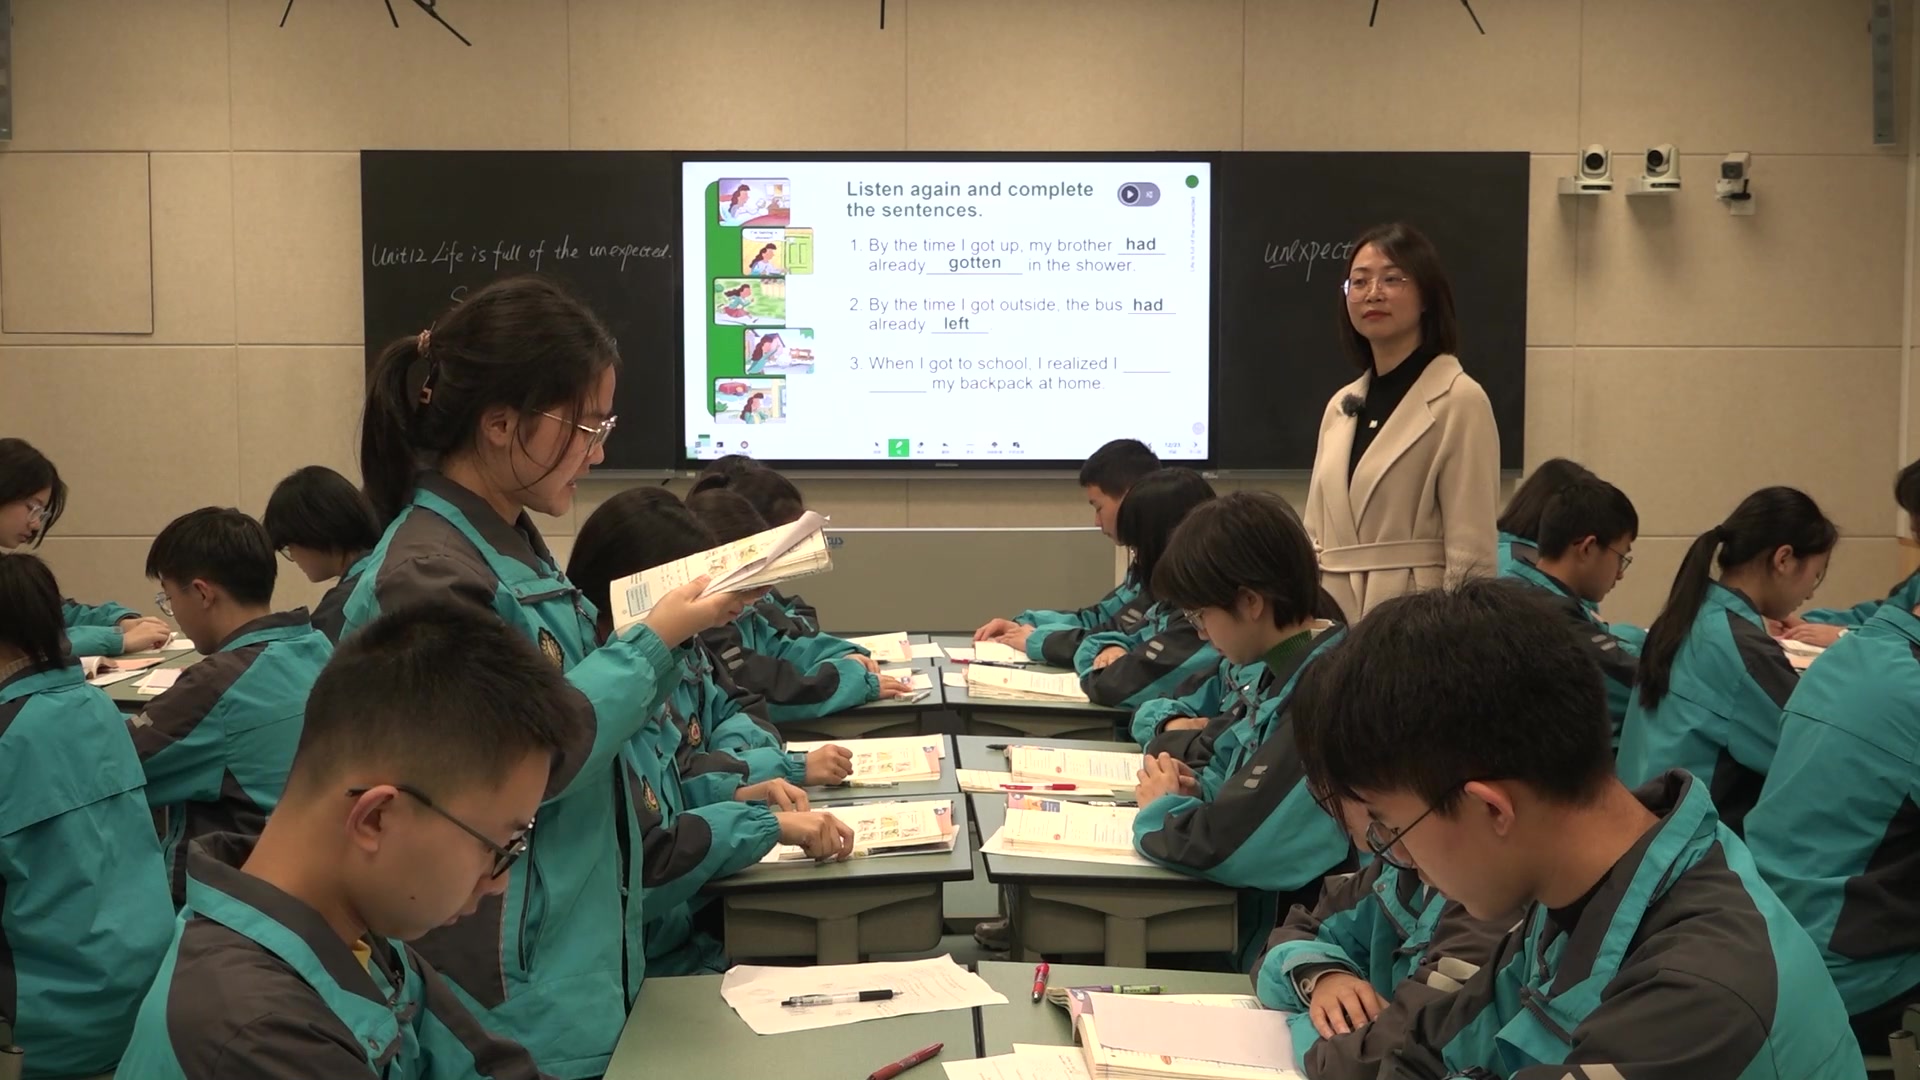 Unit12 Life is full of the unexpected.
S
Listen again and complete
the sentences.
1. By the time I got up, my brother had
already gotten in the shower.
2. By the time I got outside, the bus had
already left
3. When I got to school, I realized I
my backpack at home.
unexpect